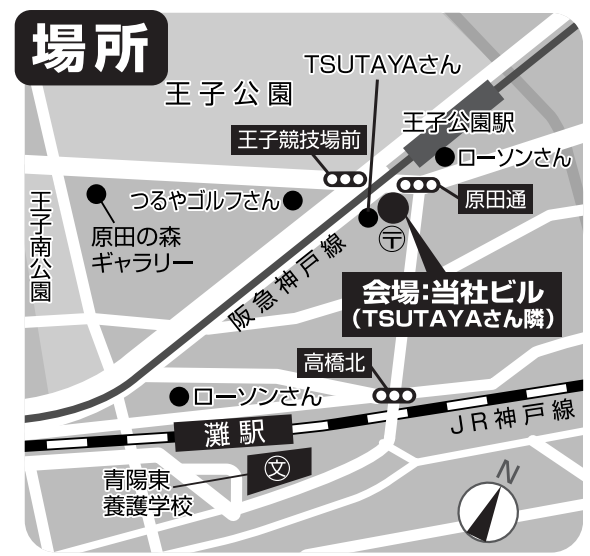 場所
TSUTAYAさん
王子公園
王子公園駅
王子競技場前
ローソンさん
原田通
つるやゴルフさん
王子南公園
原田の森
ギャラリー
〒
阪急神戸線
会場:当社ビル
(TSUTAYAさん隣)
高橋北
ローソンさん
灘駅
JR神戸線
文
青陽東
養護学校
N